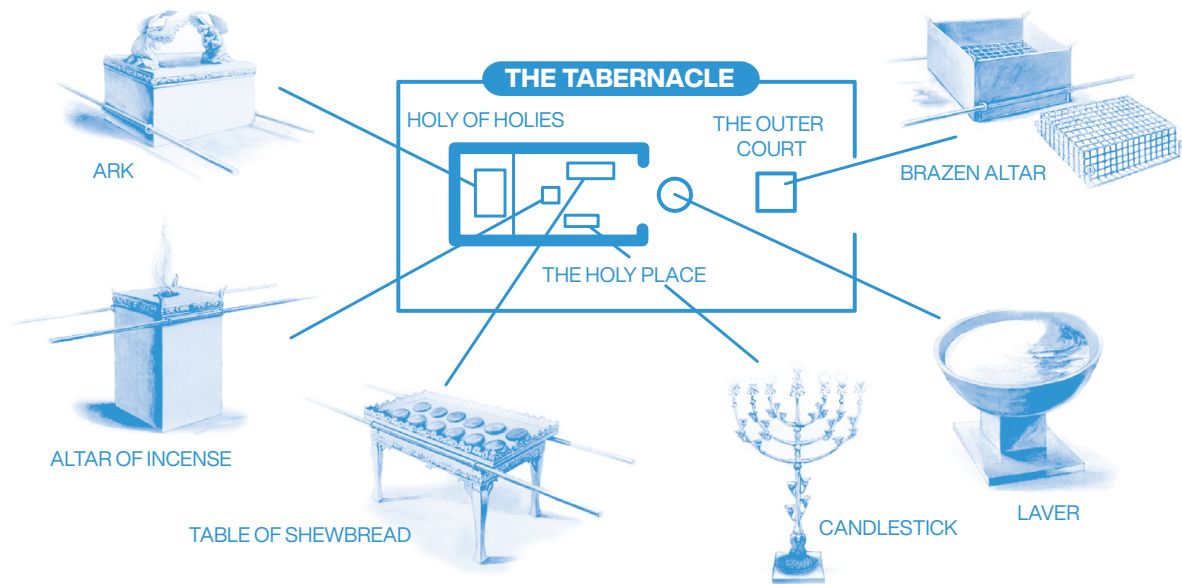 THE TABERNACLE
HOLY OF HOLIES
THE OUTER
COURT
ARK
BRAZEN ALTAR
THE HOLY PLACE
ALTAR OF INCENSE
TABLE OF SHEWBREAD
CANDLESTICK
LAVER